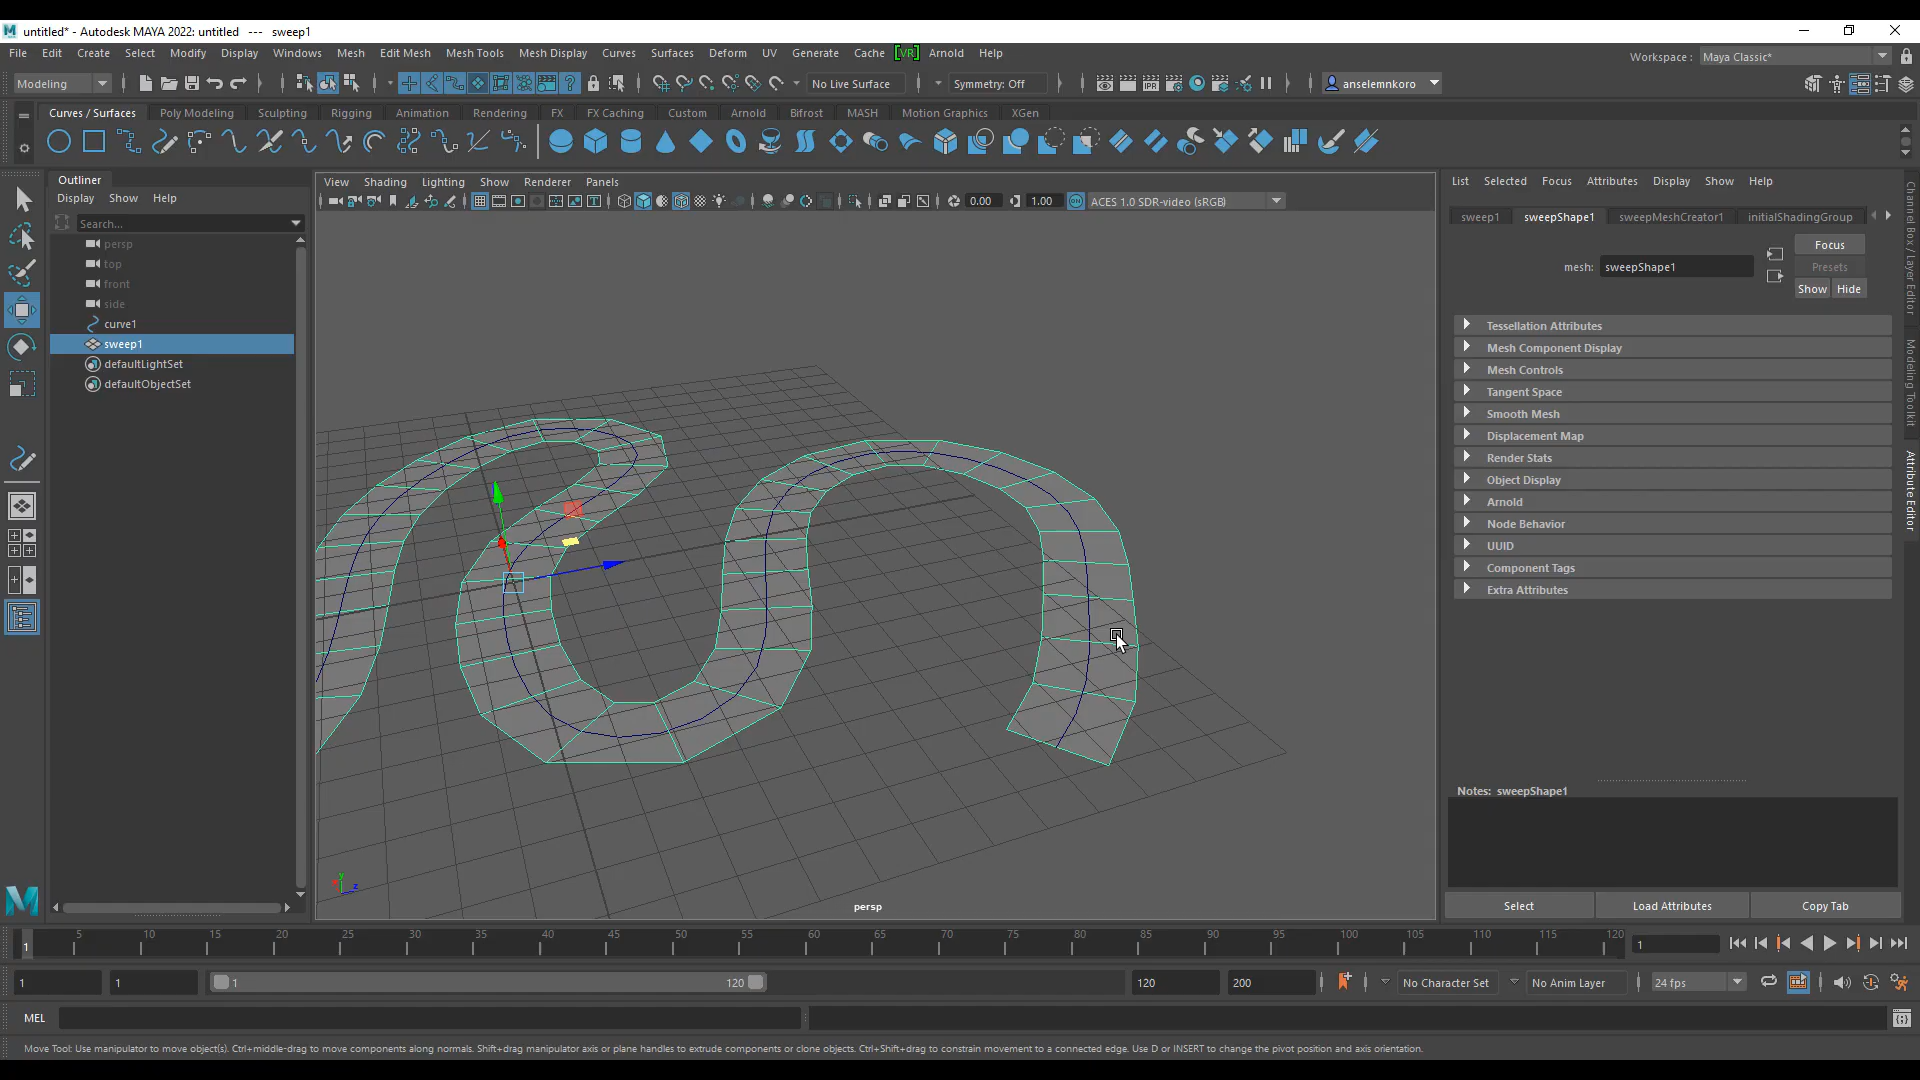 untitled* - Autodesk MAYA 2022: untitled --- sweep1
File Edit Create Select Modify Display Windows Mesh Edit Mesh Mesh Tools Mesh Display Curves Surfaces Deform UV Generate Cache [VR] Arnold Help
Workspace : Maya Classic*
Modeling No Live Surface Symmetry: Off anselemnkoro
Curves / Surfaces Poly Modeling Sculpting Rigging Animation Rendering FX FX Caching Custom Arnold Bifrost MASH Motion Graphics XGen
Outliner
Display Show Help
Search...
persp
top
front
side
curve1
sweep1
defaultLightSet
defaultObjectSet
View Shading Lighting Show Renderer Panels
0.00 1.00 ACES 1.0 SDR-video (sRGB)
persp
y
z
List Selected Focus Attributes Display Show Help
sweep1 sweepShape1 sweepMeshCreator1 initialShadingGroup
mesh: sweepShape1
Focus
Presets
Show Hide
Tessellation Attributes
Mesh Component Display
Mesh Controls
Tangent Space
Smooth Mesh
Displacement Map
Render Stats
Object Display
Arnold
Node Behavior
UUID
Component Tags
Extra Attributes
Notes: sweepShape1
Select Load Attributes Copy Tab
Channel Box / Layer Editor
Modeling Toolkit
Attribute Editor
1 5 10 15 20 25 30 35 40 45 50 55 60 65 70 75 80 85 90 95 100 105 110 115 120 1
1 1 1 120 120 200 No Character Set No Anim Layer 24 fps
MEL
Move Tool: Use manipulator to move object(s). Ctrl+middle-drag to move components along normals. Shift+drag manipulator axis or plane handles to extrude components or clone objects. Ctrl+Shift+drag to constrain movement to a connected edge. Use D or INSERT to change the pivot position and axis orientation.